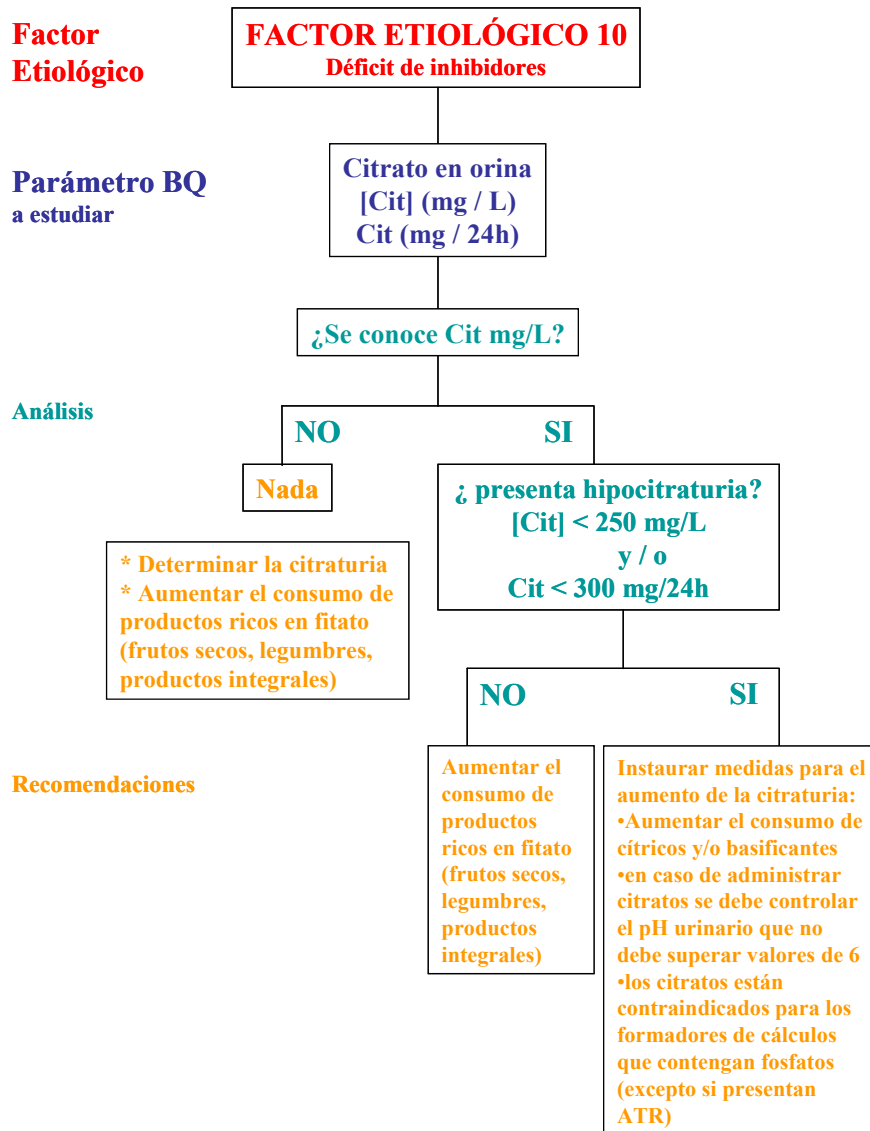 Factor
Etiológico
FACTOR ETIOLÓGICO 10
Déficit de inhibidores
Parámetro BQ
a estudiar
Citrato en orina
[Cit] (mg / L)
Cit (mg / 24h)
¿Se conoce Cit mg/L?
Análisis
NO
SI
Nada
¿ presenta hipocitraturia?
[Cit] < 250 mg/L
y / o
Cit < 300 mg/24h
* Determinar la citraturia
* Aumentar el consumo de
productos ricos en fitato
(frutos secos, legumbres,
productos integrales)
NO
SI
Recomendaciones
Aumentar el
consumo de
productos
ricos en fitato
(frutos secos,
legumbres,
productos
integrales)
Instaurar medidas para el
aumento de la citraturia:
•Aumentar el consumo de
cítricos y/o basificantes
•en caso de administrar
citratos se debe controlar
el pH urinario que no
debe superar valores de 6
•los citratos están
contraindicados para los
formadores de cálculos
que contengan fosfatos
(excepto si presentan
ATR)